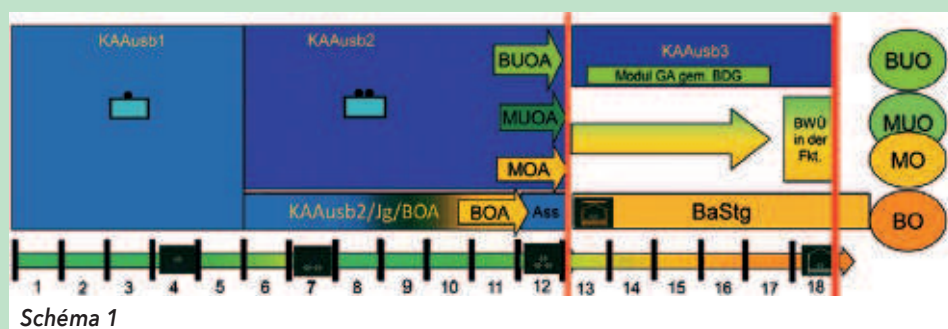 KAAusb1
KAAusb2
BUOA
MUOA
MOA
KAAusb2/Jg/BOA
BOA
Ass
KAAusb3
Modul GA gem. BDG
BWÜ
in der
Fkt.
BaStg
BUO
MUO
MO
BO
1 2 3 4 5 6 7 8 9 10 11 12 13 14 15 16 17 18
Schéma 1